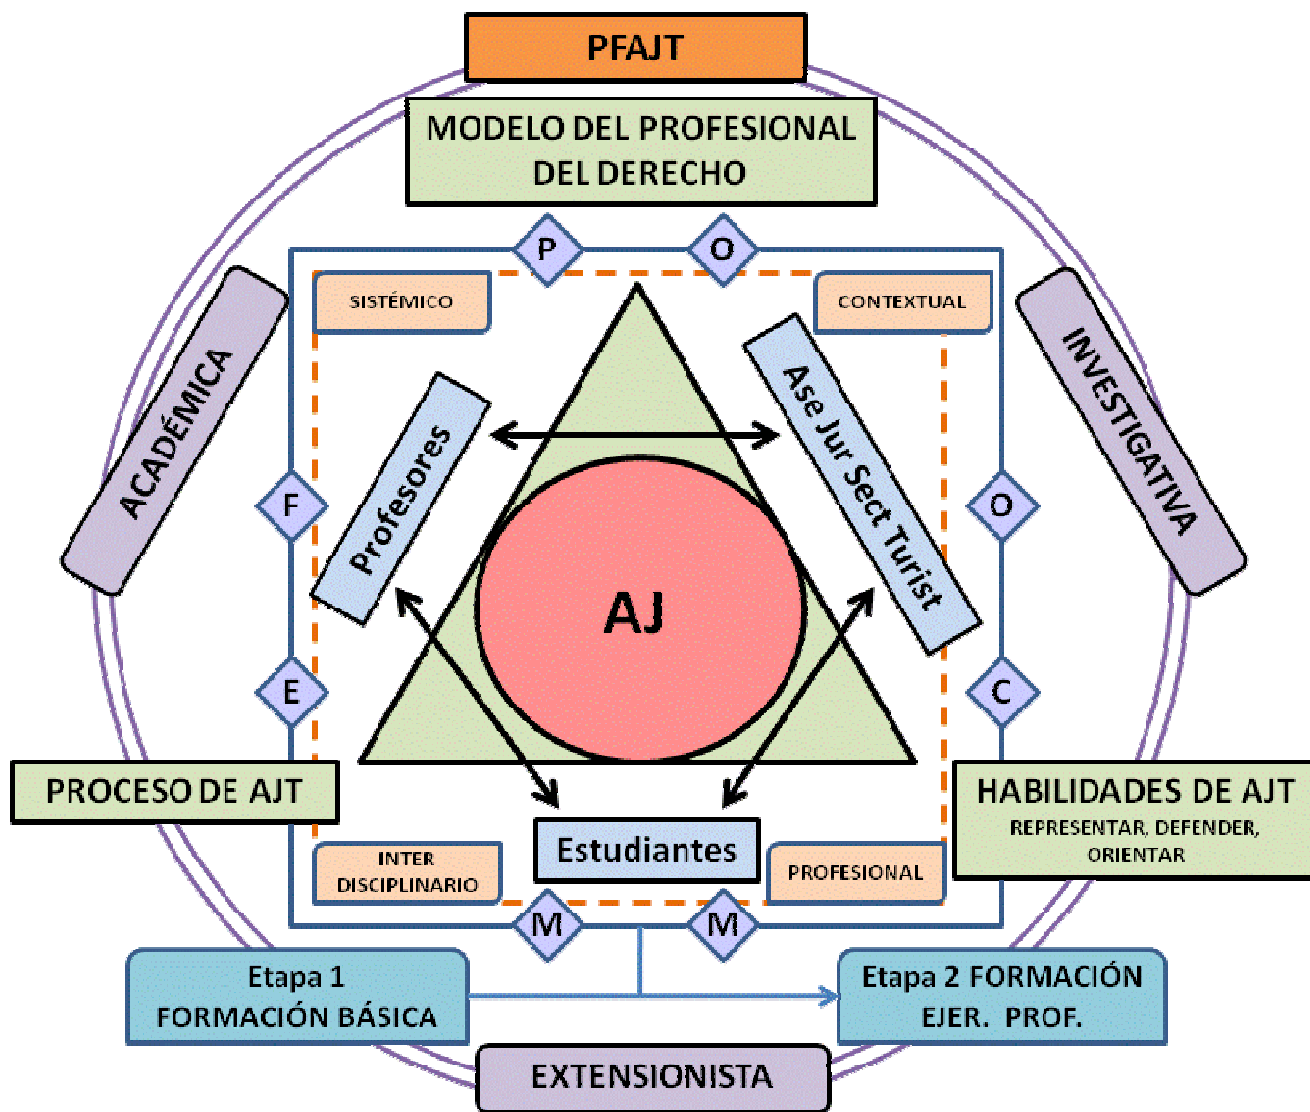 PFAJT
MODELO DEL PROFESIONAL
DEL DERECHO
P
O
SISTÉMICO
CONTEXTUAL
ACADÉMICA
INVESTIGATIVA
Profesores
Ase Jur Sect Turist
F
O
AJ
E
C
PROCESO DE AJT
HABILIDADES DE AJT
REPRESENTAR, DEFENDER,
ORIENTAR
Estudiantes
INTER
DISCIPLINARIO
PROFESIONAL
M
M
Etapa 1
FORMACIÓN BÁSICA
Etapa 2 FORMACIÓN
EJER. PROF.
EXTENSIONISTA